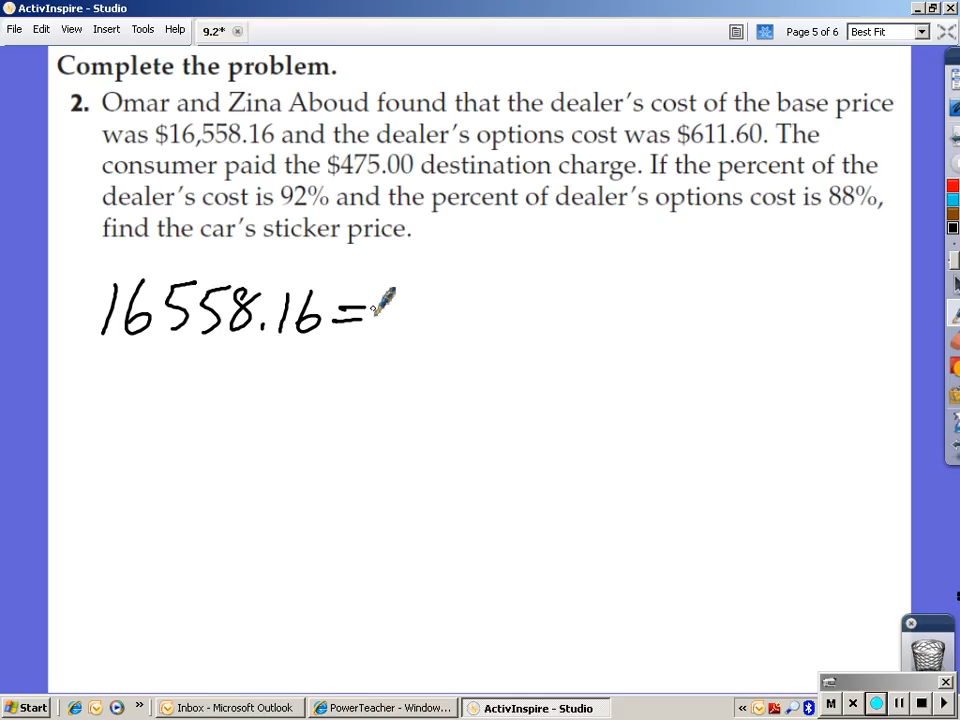 ActivInspire - Studio
File Edit View Insert Tools Help 9.2* Page 5 of 6 Best Fit
Complete the problem.
2. Omar and Zina Aboud found that the dealer's cost of the base price
was $16,558.16 and the dealer's options cost was $611.60. The
consumer paid the $475.00 destination charge. If the percent of the
dealer's cost is 92% and the percent of dealer's options cost is 88%,
find the car's sticker price.
16558.16=
M
Start » Inbox - Microsoft Outlook PowerTeacher - Window... ActivInspire - Studio «